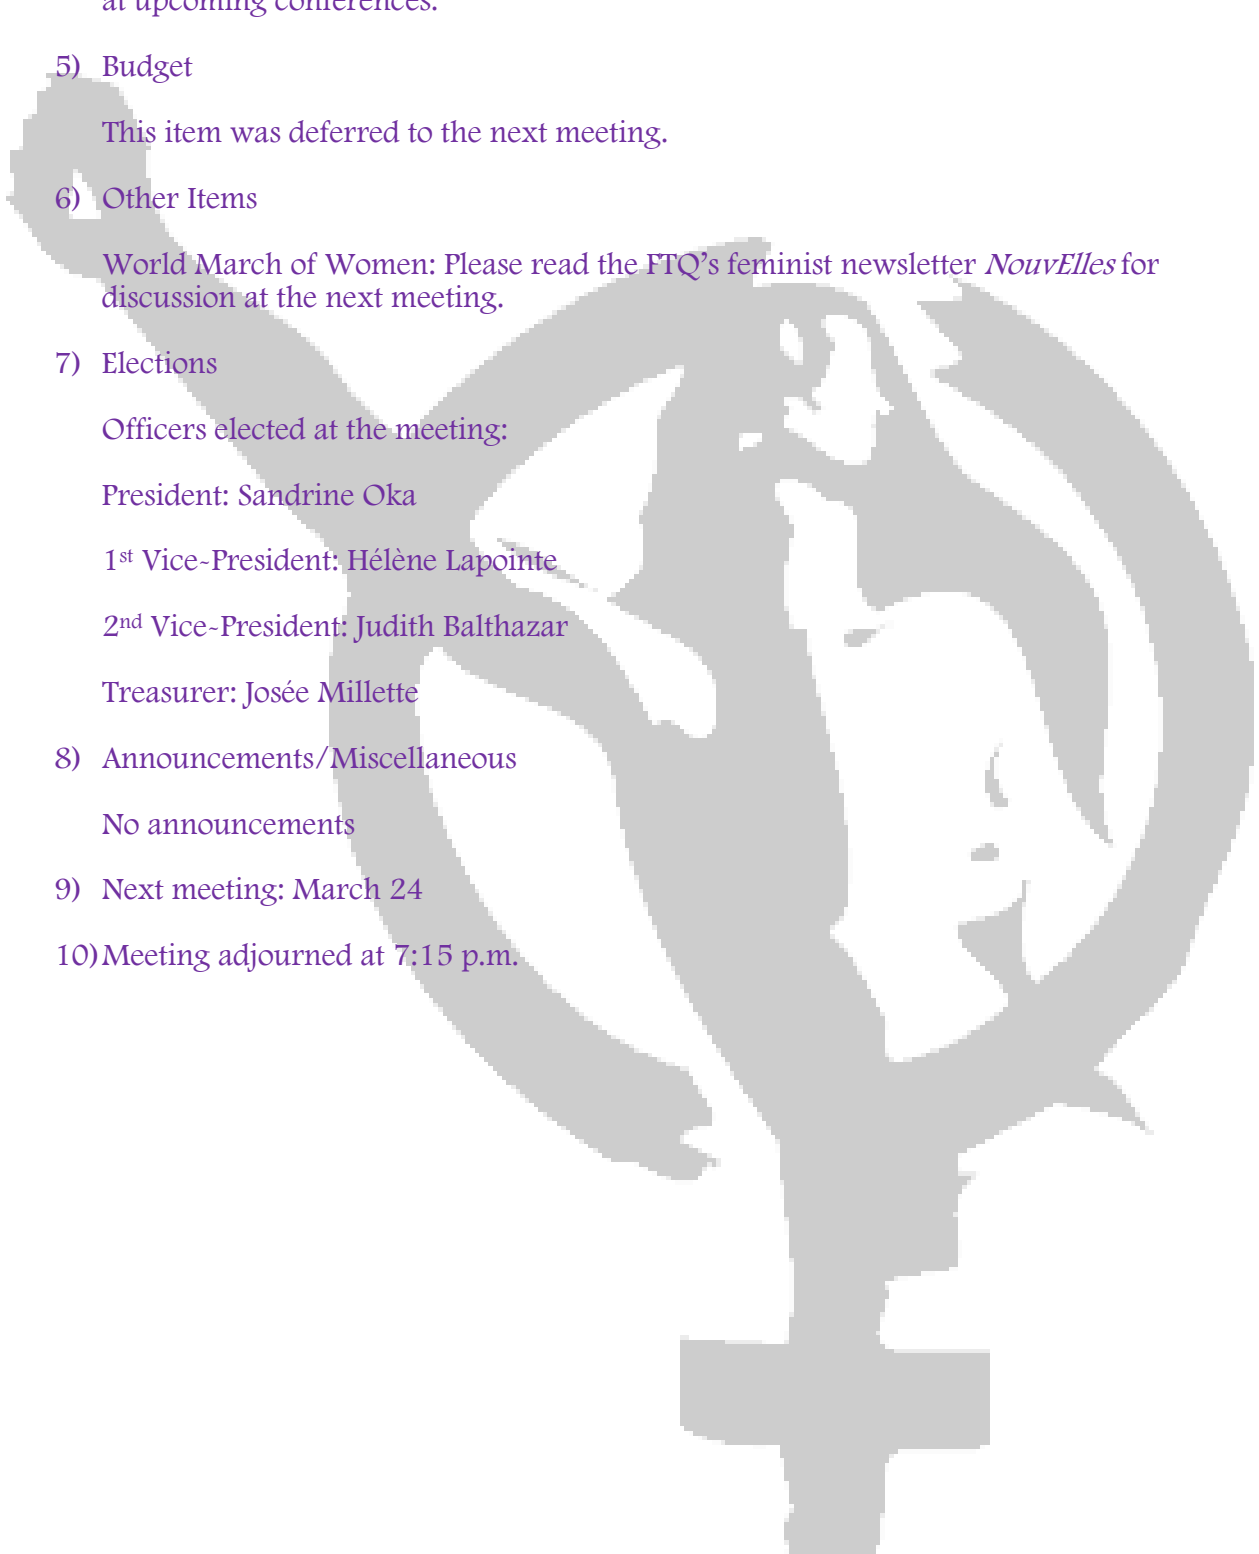 at upcoming conferences.
5) Budget
This item was deferred to the next meeting.
6) Other Items
World March of Women: Please read the FTQ’s feminist newsletter NouvElles for
discussion at the next meeting.
7) Elections
Officers elected at the meeting:
President: Sandrine Oka
1st Vice-President: Hélène Lapointe
2nd Vice-President: Judith Balthazar
Treasurer: Josée Millette
8) Announcements/Miscellaneous
No announcements
9) Next meeting: March 24
10) Meeting adjourned at 7:15 p.m.